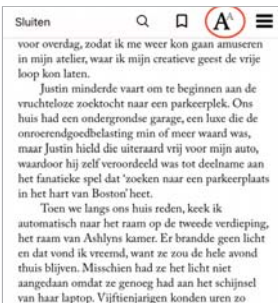 Sluiten AA
voor overdag, zodat ik me weer kon gaan amuseren
in mijn atelier, waar ik mijn creatieve geest de vrije
loop kon laten.
Justin minderde vaart om te beginnen aan de
vruchteloze zoektocht naar een parkeerplek. Ons
huis had een ondergrondse garage, een luxe die de
onroerendgoedbelasting min of meer waard was,
maar Justin hield die uiteraard vrij voor mijn auto,
waardoor hij zelf veroordeeld was tot deelname aan
het fanatieke spel dat ‘zoeken naar een parkeerplaats
in het hart van Boston’ heet.
Toen we langs ons huis reden, keek ik
automatisch naar het raam op de tweede verdieping,
het raam van Ashlyns kamer. Er brandde geen licht
en dat vond ik vreemd, want ze zou de hele avond
thuis blijven. Misschien had ze het licht niet
aangedaan omdat ze genoeg had aan het schijnsel
van haar laptop. Vijftienjarigen konden uren zo